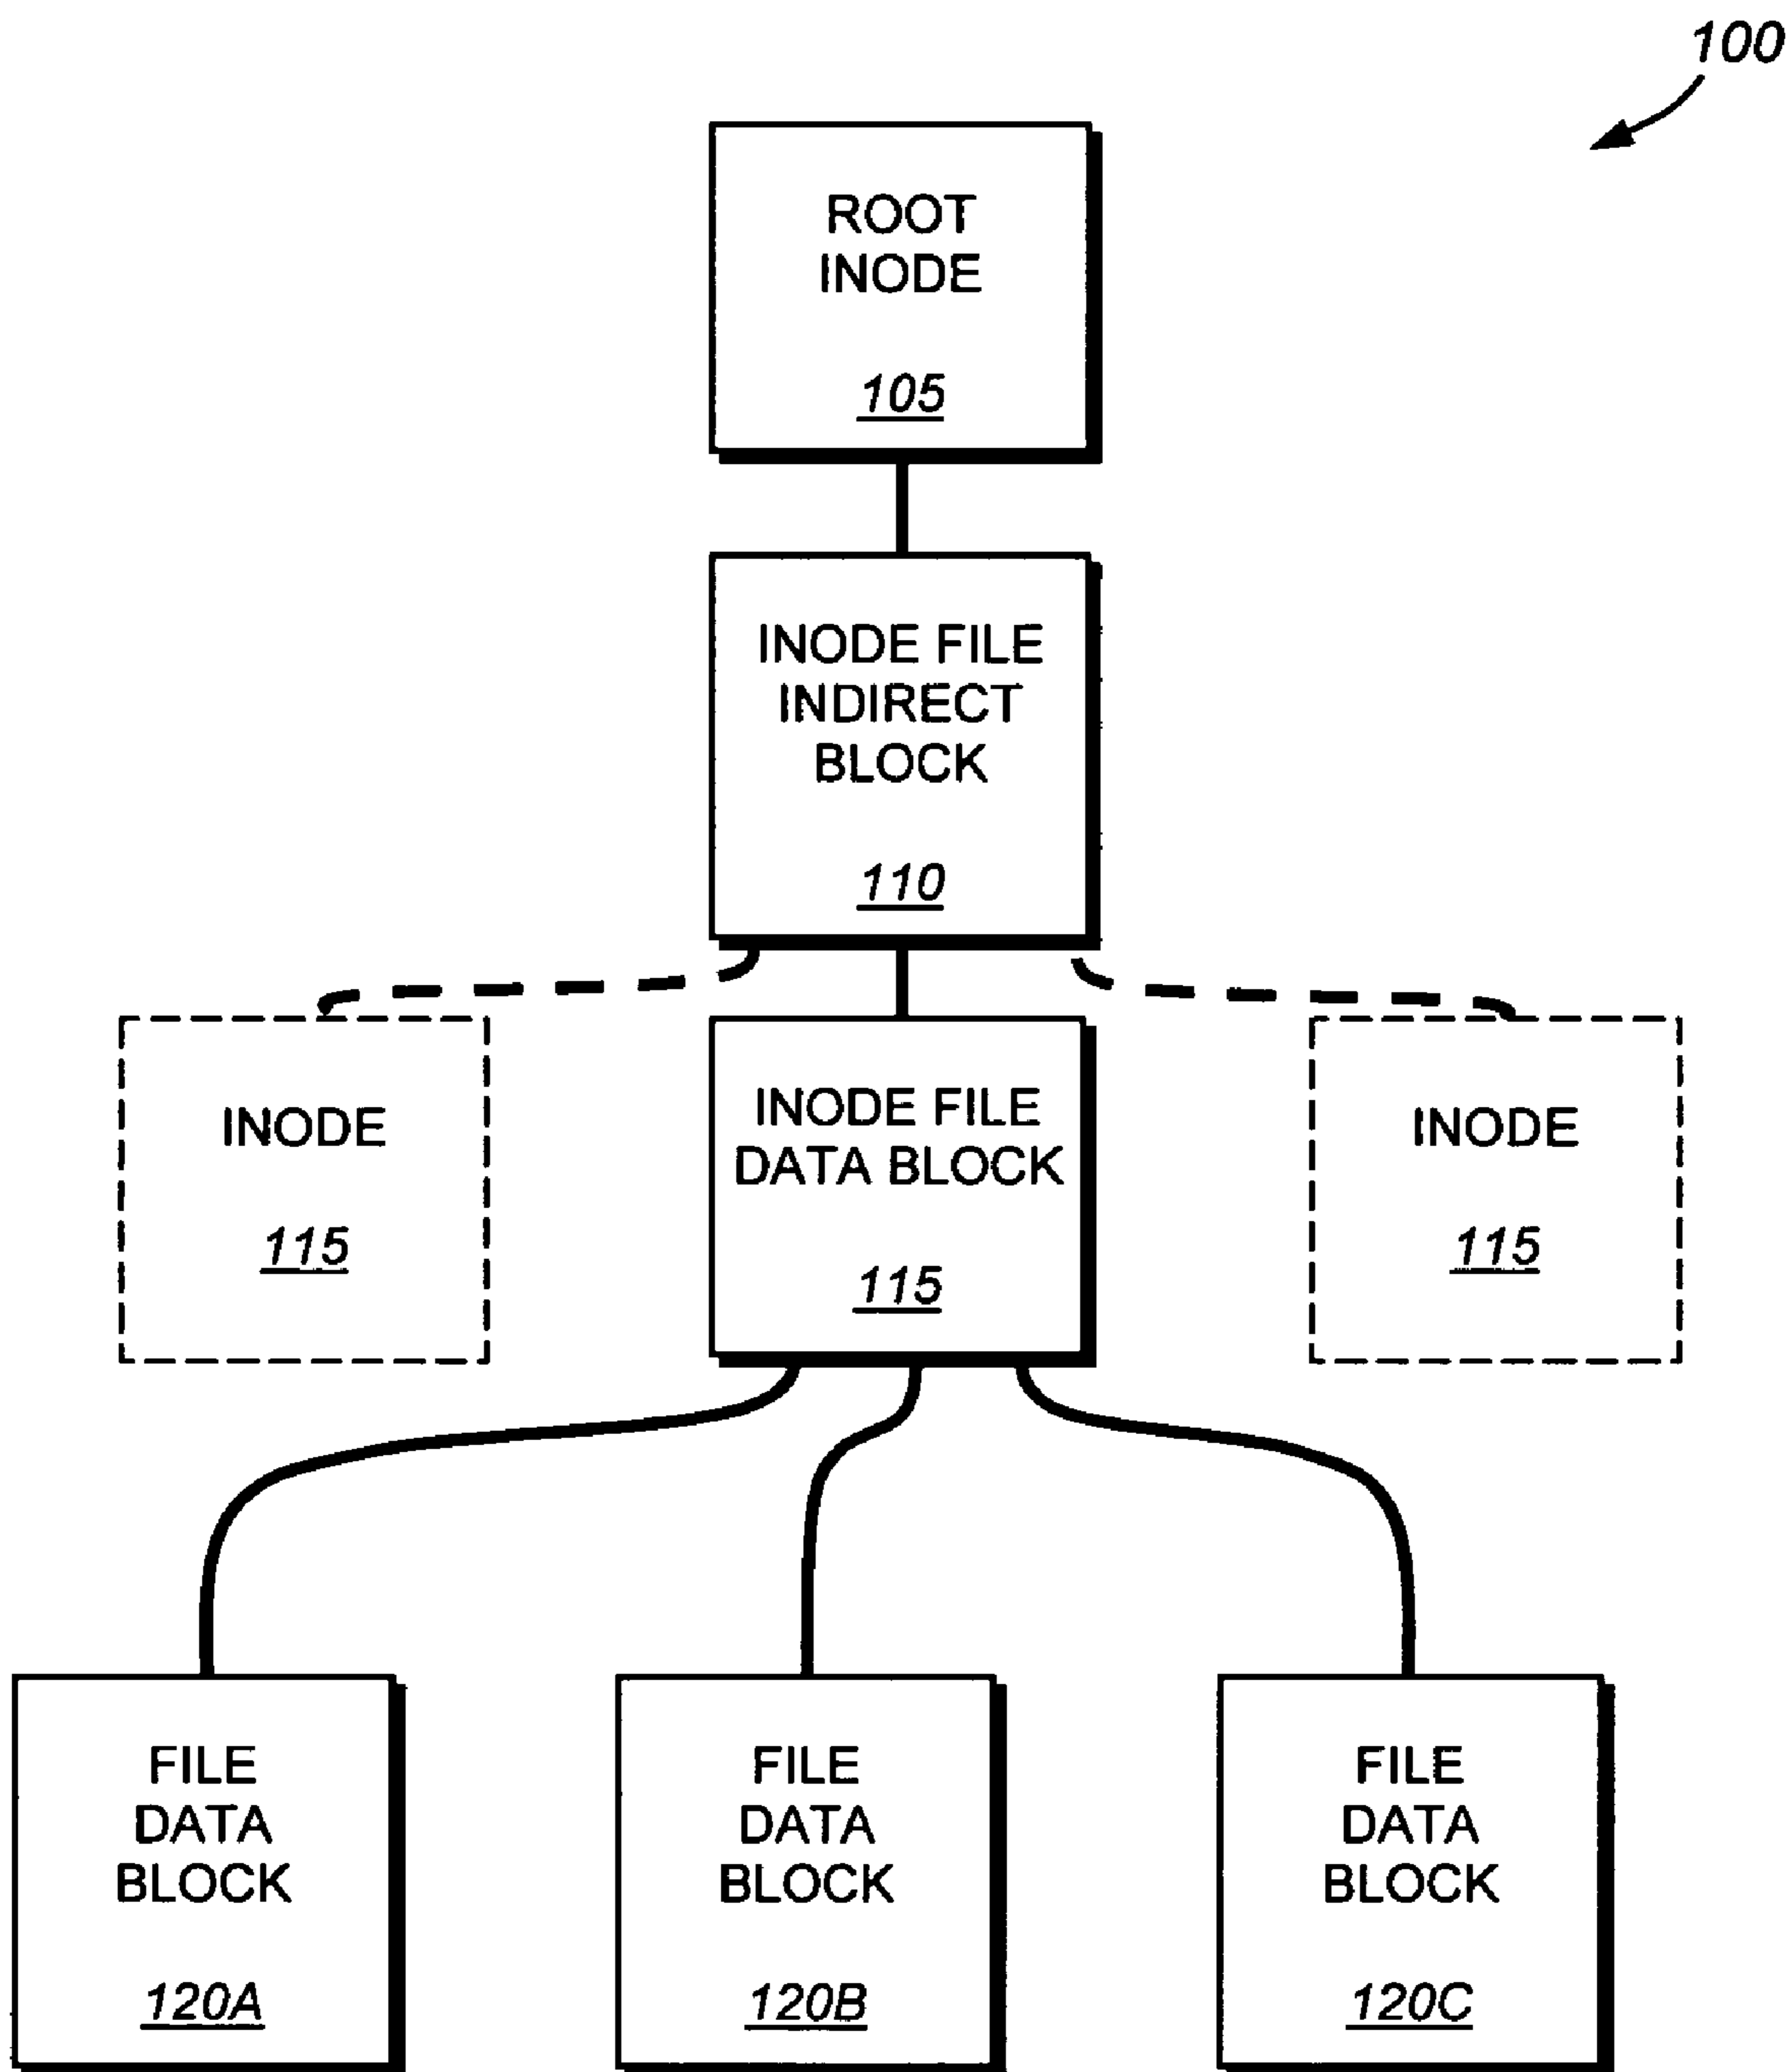 100
ROOT
INODE
105
INODE FILE
INDIRECT
BLOCK
110
INODE
115
INODE FILE
DATA BLOCK
115
INODE
115
FILE
DATA
BLOCK
120A
FILE
DATA
BLOCK
120B
FILE
DATA
BLOCK
120C